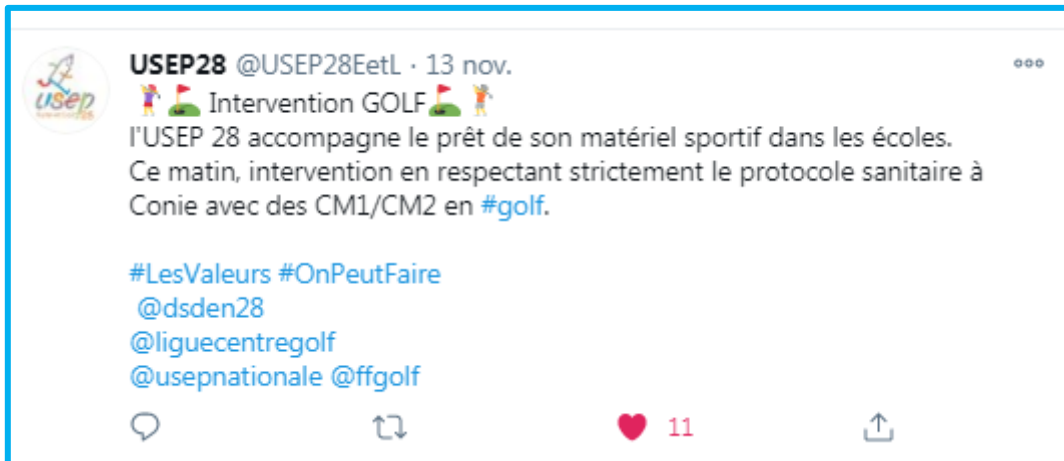 USEP28 @USEP28EetL · 13 nov.
Intervention GOLF
l'USEP 28 accompagne le prêt de son matériel sportif dans les écoles.
Ce matin, intervention en respectant strictement le protocole sanitaire à
Conie avec des CM1/CM2 en #golf.
#LesValeurs #OnPeutFaire
@dsden28
@liguecentregolf
@usepnationale @ffgolf
11
usep